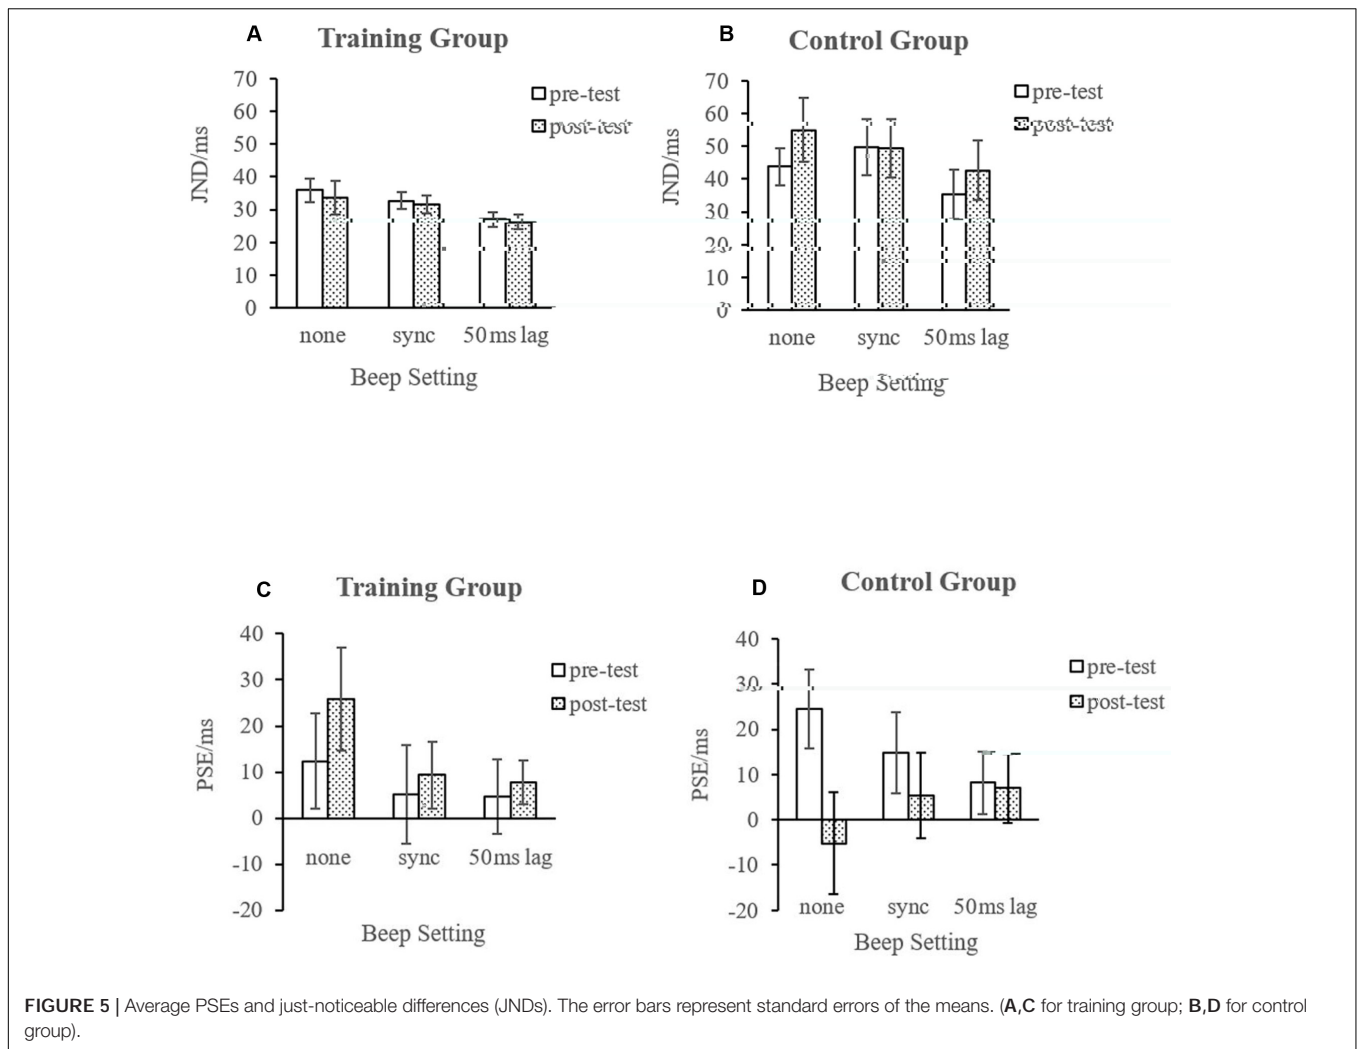 A Training Group
70
60
50
40
30
20
10
0
JND/ms
pre-test
post-test
none sync 50ms lag
Beep Setting
B Control Group
70
60
50
40
30
20
10
0
JND/ms
pre-test
post-test
none sync 50ms lag
Beep Setting
C Training Group
40
30
20
10
0
-10
-20
PSE/ms
pre-test
post-test
none sync 50ms lag
Beep Setting
D Control Group
40
30
20
10
0
-10
-20
PSE/ms
pre-test
post-test
none sync 50ms lag
Beep Setting
FIGURE 5 | Average PSEs and just-noticeable differences (JNDs). The error bars represent standard errors of the means. (A,C for training group; B,D for control
group).